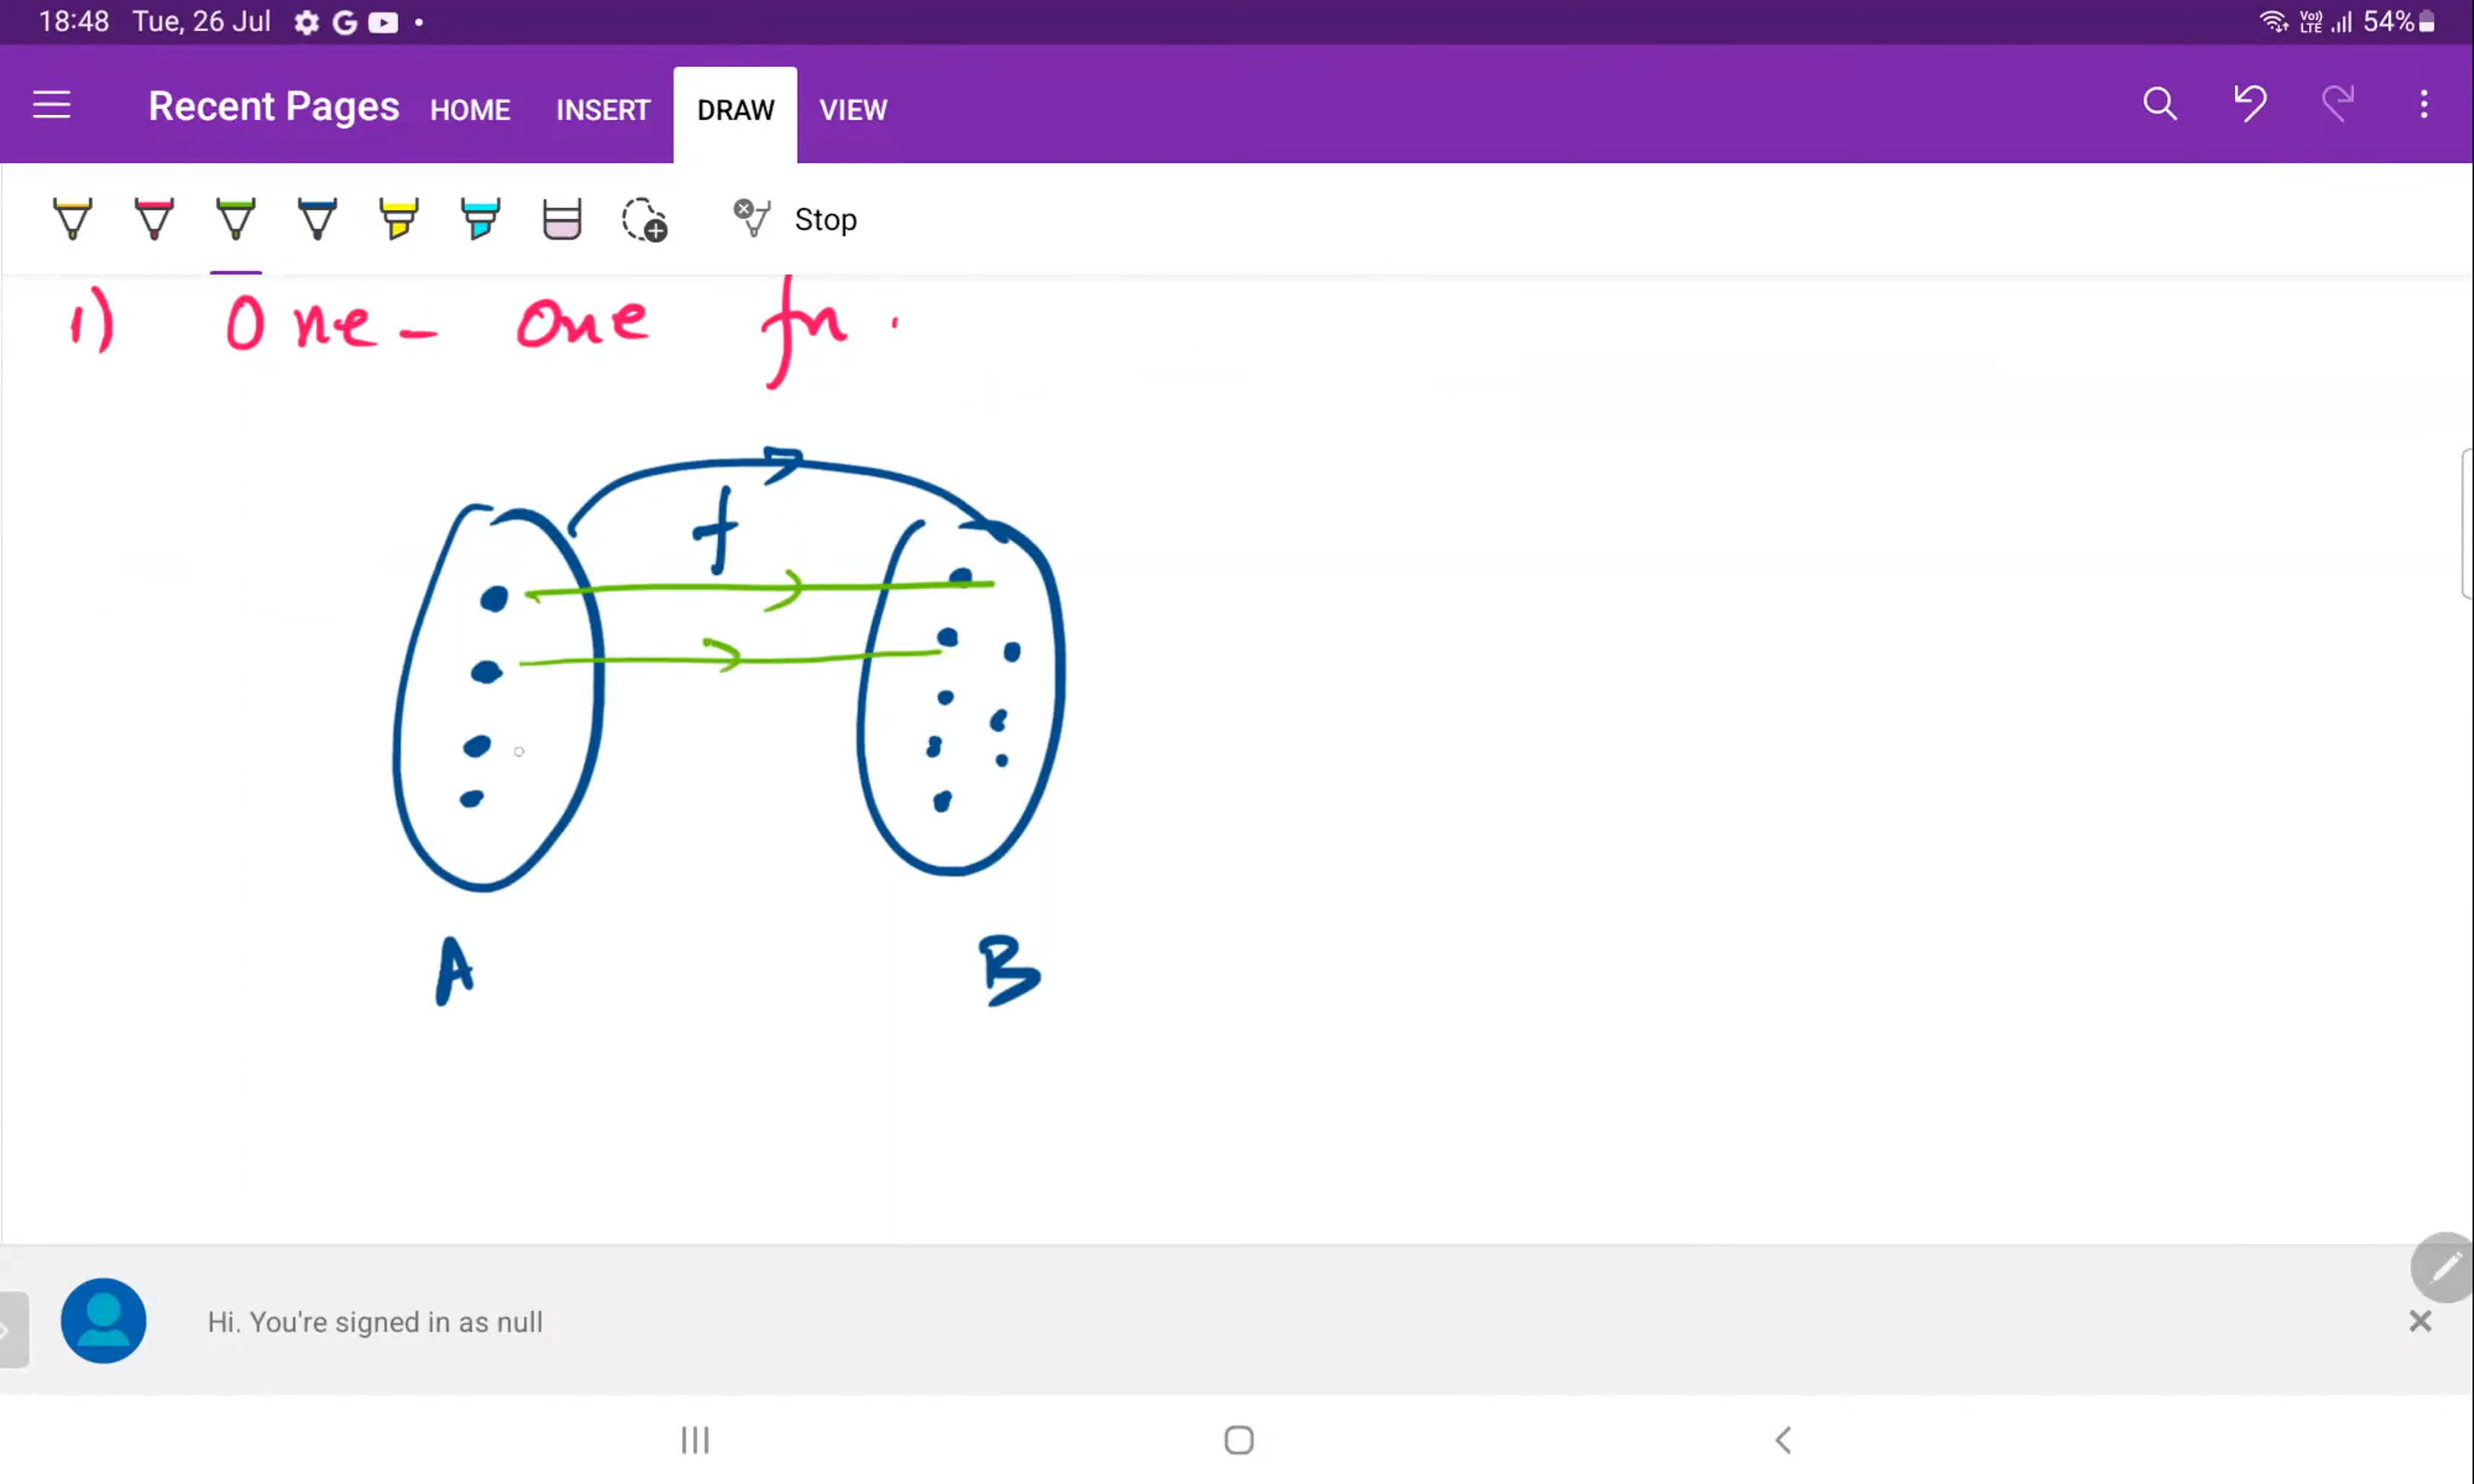 18:48 Tue, 26 Jul 54%
Recent Pages HOME INSERT DRAW VIEW
Stop
1) One - one fn .
f
A B
Hi. You're signed in as null